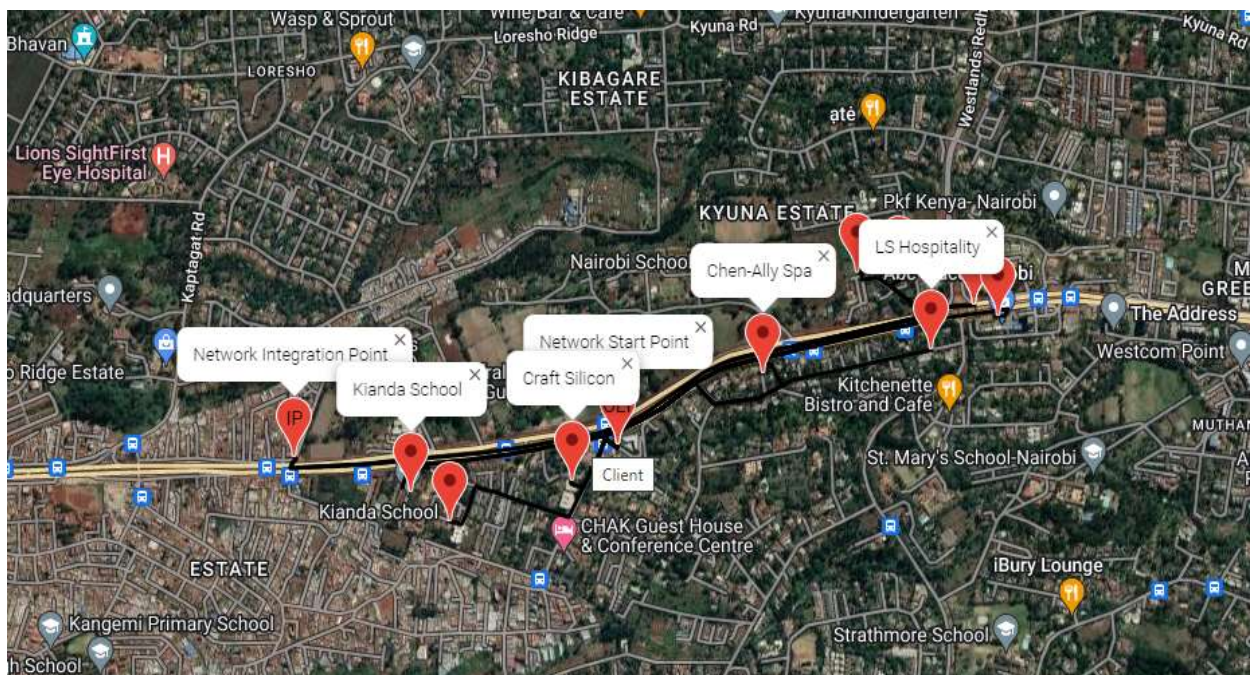 Wasp & Sprout
Wine Bar & Cafe
Kyuna Kindergarten
Bhavan
Loresho Ridge
Kyuna Rd
Kyuna Rd
LORESHO
KIBAGARE
ESTATE
Westlands Redh
ate
Lions SightFirst
Eye Hospital
Pkf Kenya- Nairobi
KYUNA ESTATE
Kaptagat Rd
LS Hospitality
Nairobi School
Chen-Ally Spa
GREE
The Address
Network Start Point
Network Integration Point
Westcom Point
o Ridge Estate
Craft Silicon
Kianda School
Kitchenette
Bistro and Cafe
IP
MUTHAN
St. Mary's School-Nairobi
Client
Kianda School
CHAK Guest House
& Conference Centre
ESTATE
iBury Lounge
Kangemi Primary School
Strathmore School
gh School